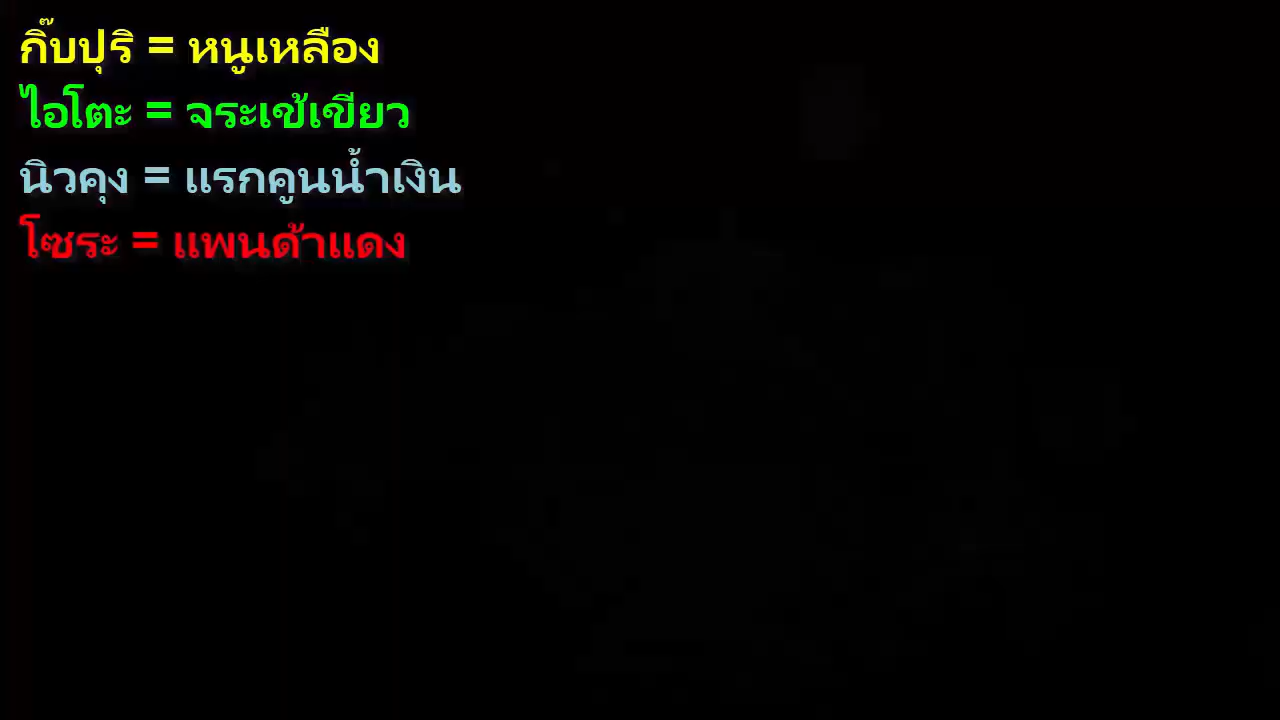 กิ๊บปุริ = หนูเหลือง
ไอโตะ = จระเข้เขียว
นิวคุง = แรกคูนน้ำเงิน
โซระ = แพนด้าแดง